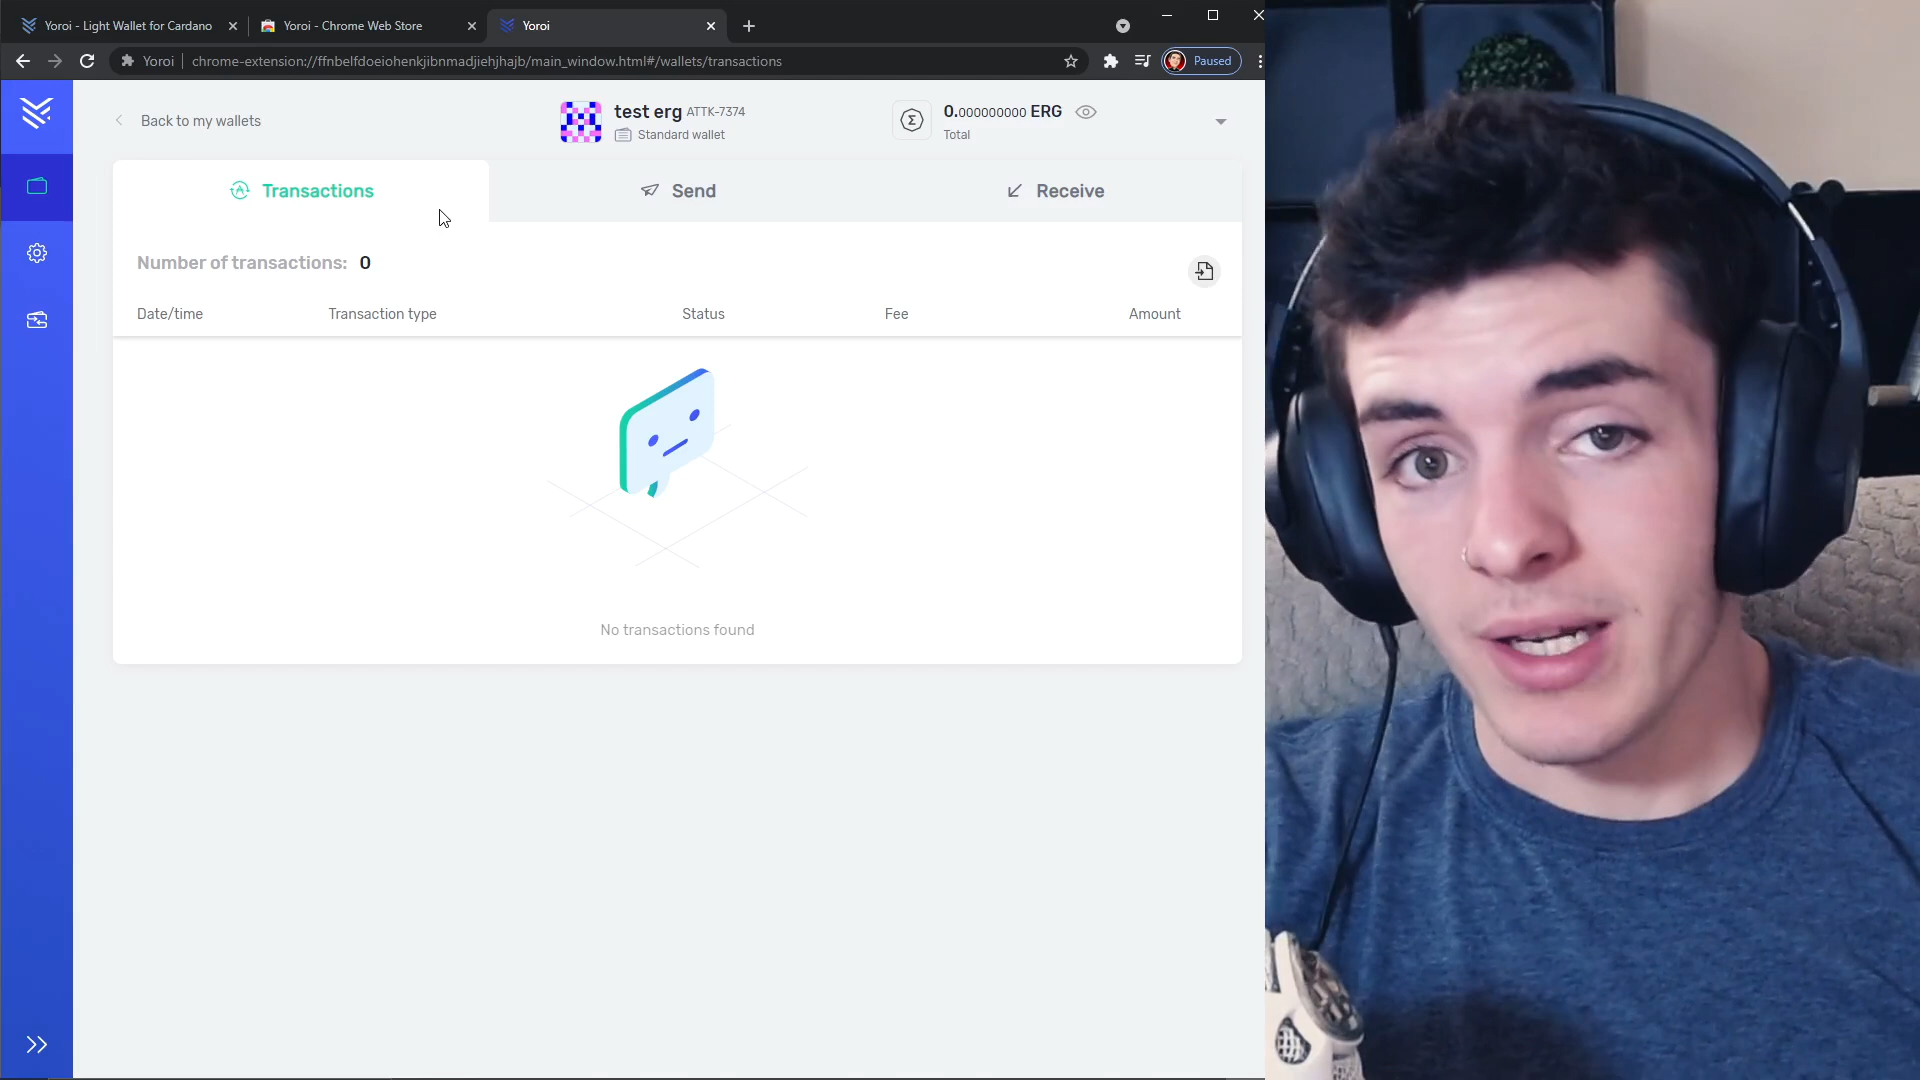 Yoroi - Light Wallet for Cardano
Yoroi - Chrome Web Store
Yoroi
Yoroi
chrome-extension://ffnbelfdoeiohenkjibnmadjiehjhajb/main_window.html#/wallets/transactions
Paused
Back to my wallets
test erg ATTK-7374
Standard wallet
0.000000000 ERG
Total
Transactions
Send
Receive
Number of transactions: 0
Date/time
Transaction type
Status
Fee
Amount
No transactions found